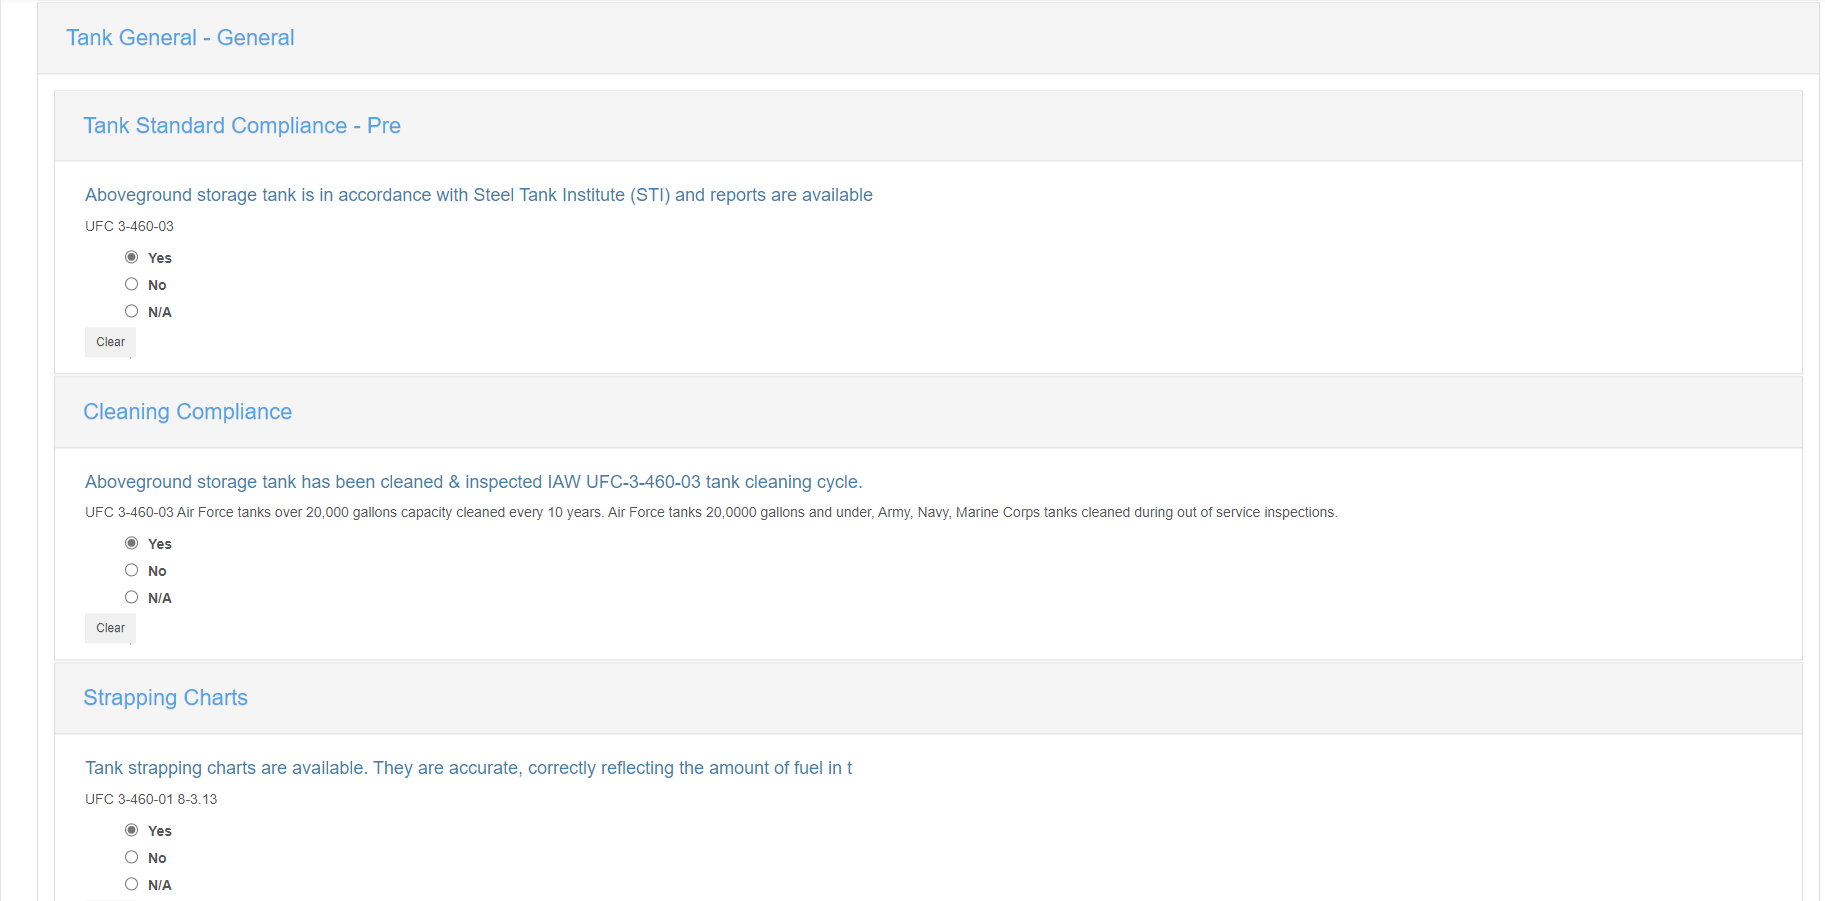 Tank General - General
Tank Standard Compliance - Pre
Aboveground storage tank is in accordance with Steel Tank Institute (STI) and reports are available
UFC 3-460-03
Yes
No
N/A
Clear
Cleaning Compliance
Aboveground storage tank has been cleaned & inspected IAW UFC-3-460-03 tank cleaning cycle.
UFC 3-460-03 Air Force tanks over 20,000 gallons capacity cleaned every 10 years. Air Force tanks 20,0000 gallons and under, Army, Navy, Marine Corps tanks cleaned during out of service inspections.
Yes
No
N/A
Clear
Strapping Charts
Tank strapping charts are available. They are accurate, correctly reflecting the amount of fuel in t
UFC 3-460-01 8-3.13
Yes
No
N/A